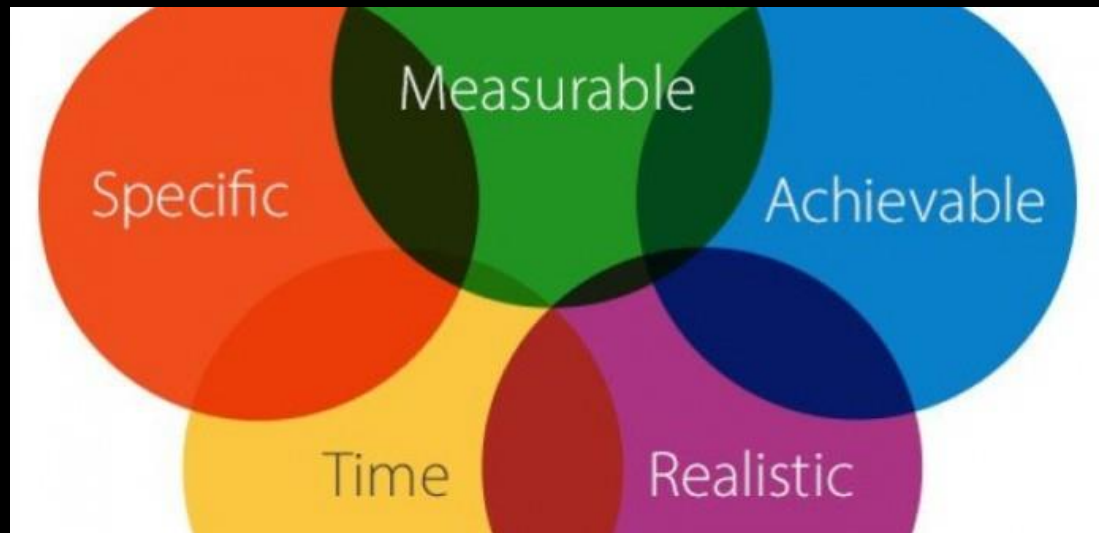 Measurable
Specific
Achievable
Time
Realistic